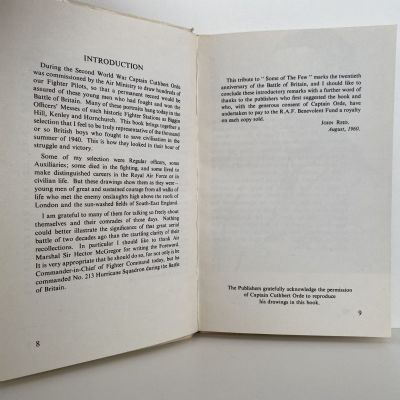 INTRODUCTION
During the Second World War Captain Cuthbert Orde
was commissioned by the Air Ministry to draw hundreds of
our Fighter Pilots, so that a permanent record would be
assured of these young men who had fought and won the
Battle of Britain. Many of these portraits hang today in the
Officers' Messes of such historic Fighter Stations as Biggin
Hill, Kenley and Hornchurch. This book brings together a
selection that I feel to be truly representative of the thousand
or so British boys who fought to save civilisation in the
summer of 1940. This is how they looked in their hour of
struggle and victory.
Some of my selection were Regular officers, some
Auxiliaries; some died in the fighting, and some lived to
make distinguished careers in the Royal Air Force or in
civilian life. But these drawings show them as they were—
young men of great and sustained courage from all walks of
life who met the enemy onslaughts high above the roofs of
London and the sun-washed fields of South-East England.
I am grateful to many of them for talking so freely about
themselves and their comrades of those days. Nothing
could better illustrate the significance of that great aerial
battle of two decades ago than the startling clarity of their
recollections. In particular I should like to thank Air
Marshal Sir Hector McGregor for writing the Foreword.
It is very appropriate that he should do so, for not only is he
Commander-in-Chief of Fighter Command today, but he
commanded No. 213 Hurricane Squadron during the Battle
of Britain.
8
This tribute to "Some of The Few" marks the twentieth
anniversary of the Battle of Britain, and I should like to
conclude these introductory remarks with a further word of
thanks to the publishers who first suggested the book and
who, with the generous consent of Captain Orde, have
undertaken to pay to the R.A.F. Benevolent Fund a royalty
on each copy sold.
JOHN REED.
August, 1960.
The Publishers gratefully acknowledge the permission
of Captain Cuthbert Orde to reproduce
his drawings in this book.
9